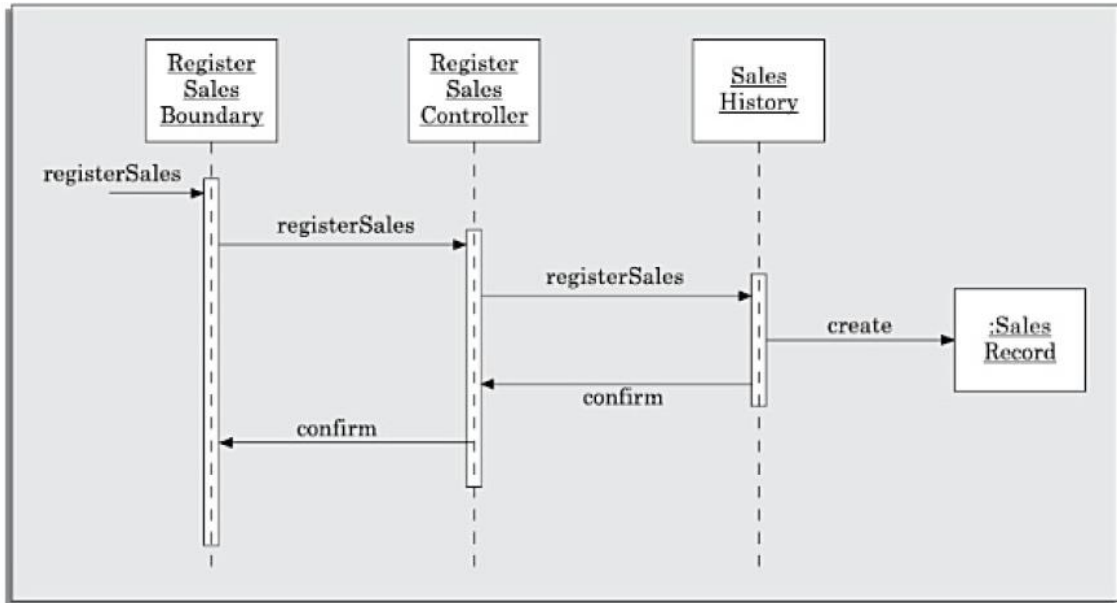 Register
Sales
Boundary
Register
Sales
Controller
Sales
History
registerSales
registerSales
registerSales
create
:Sales
Record
confirm
confirm